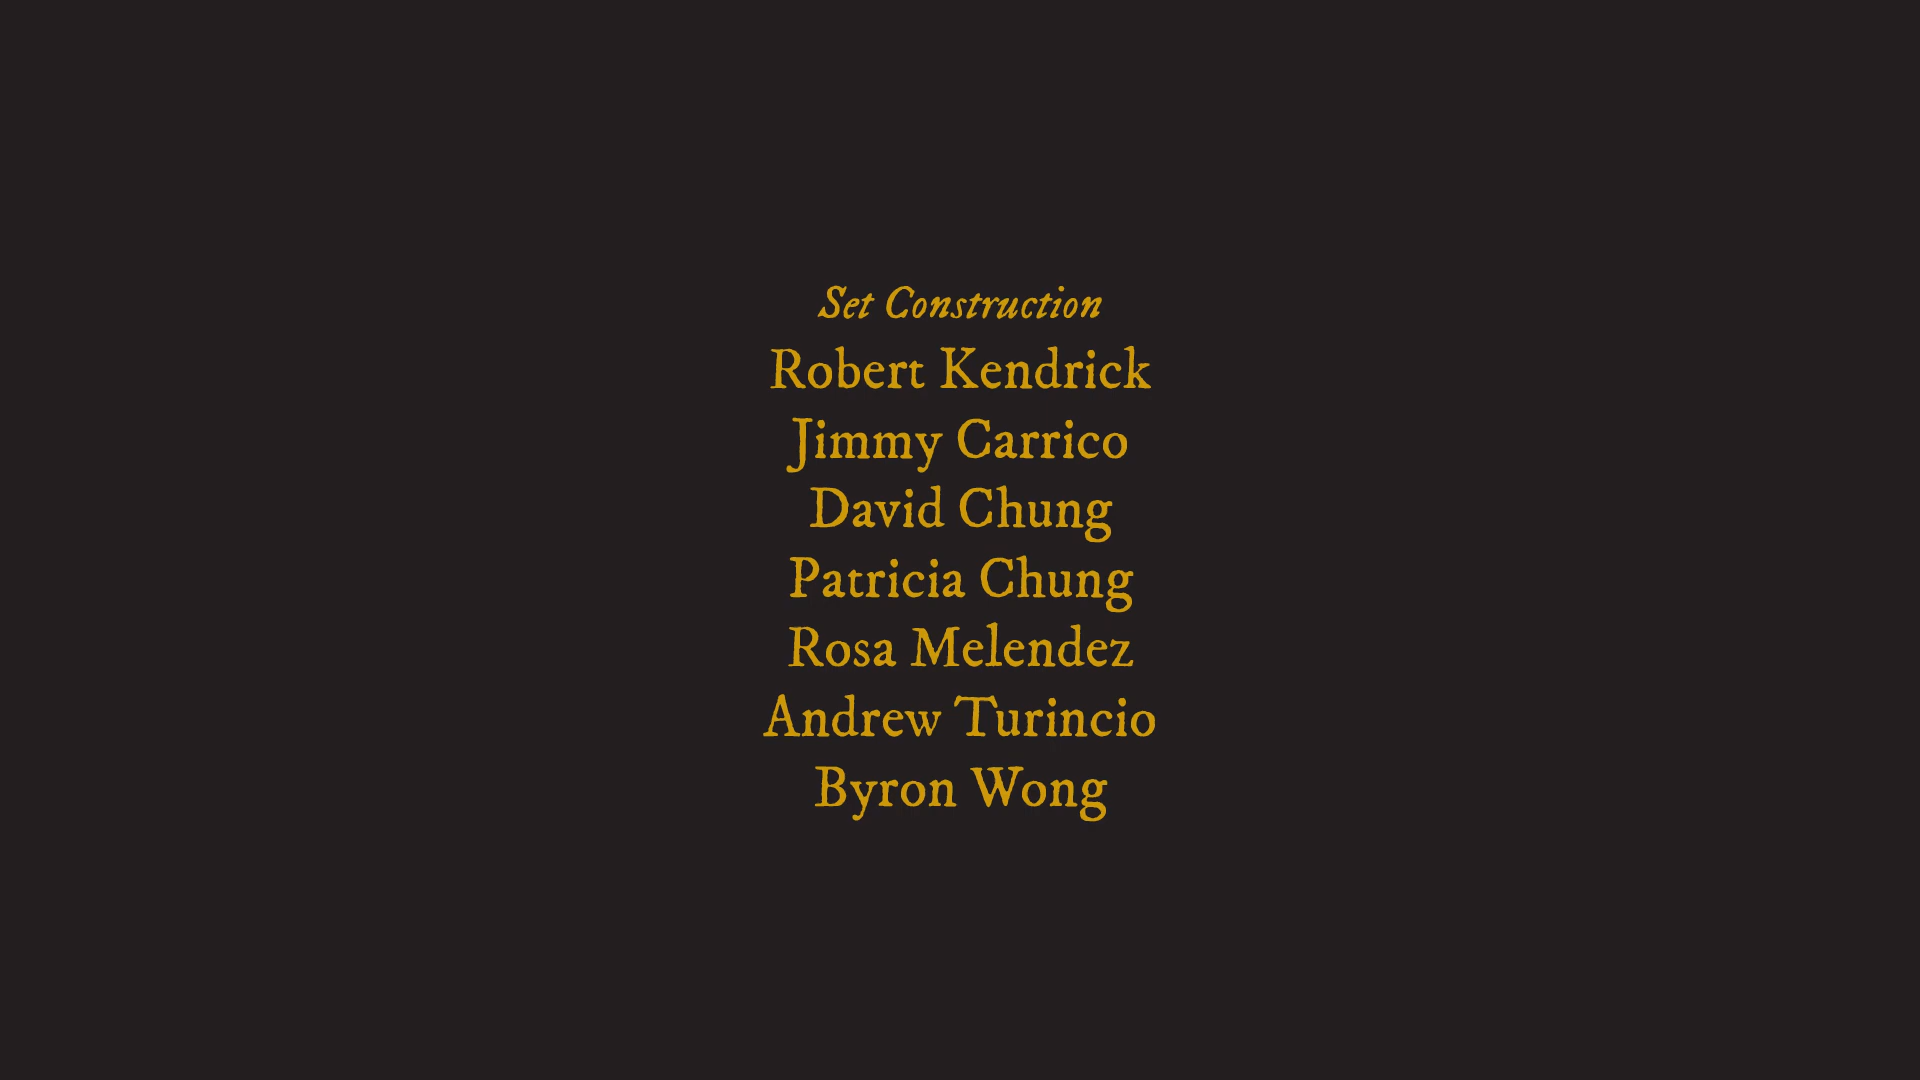 Set Construction
Robert Kendrick
Jimmy Carrico
David Chung
Patricia Chung
Rosa Melendez
Andrew Turincio
Byron Wong